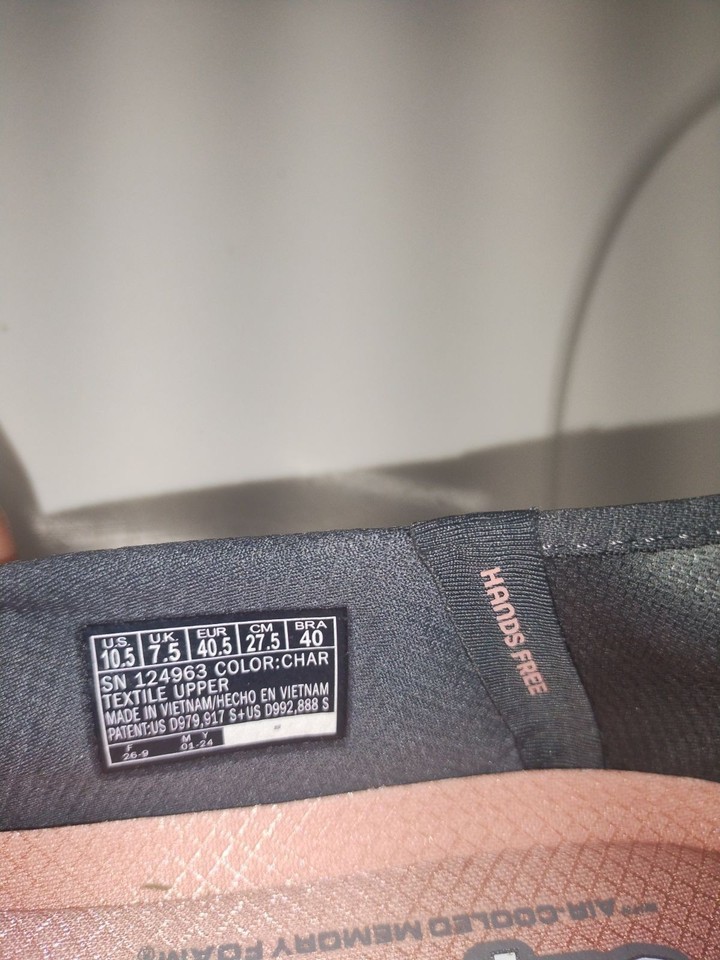 U.S. U.K. EUR CM BRA
10.5 7.5 40.5 27.5 40
SN 124963 COLOR:CHAR
TEXTILE UPPER
MADE IN VIETNAM/HECHO EN VIETNAM
PATENT:US D979,917 S+US D992,888 S
F M Y
26-9 01-24
HANDS FREE
AIR-COOLED MEMORY FOAM®